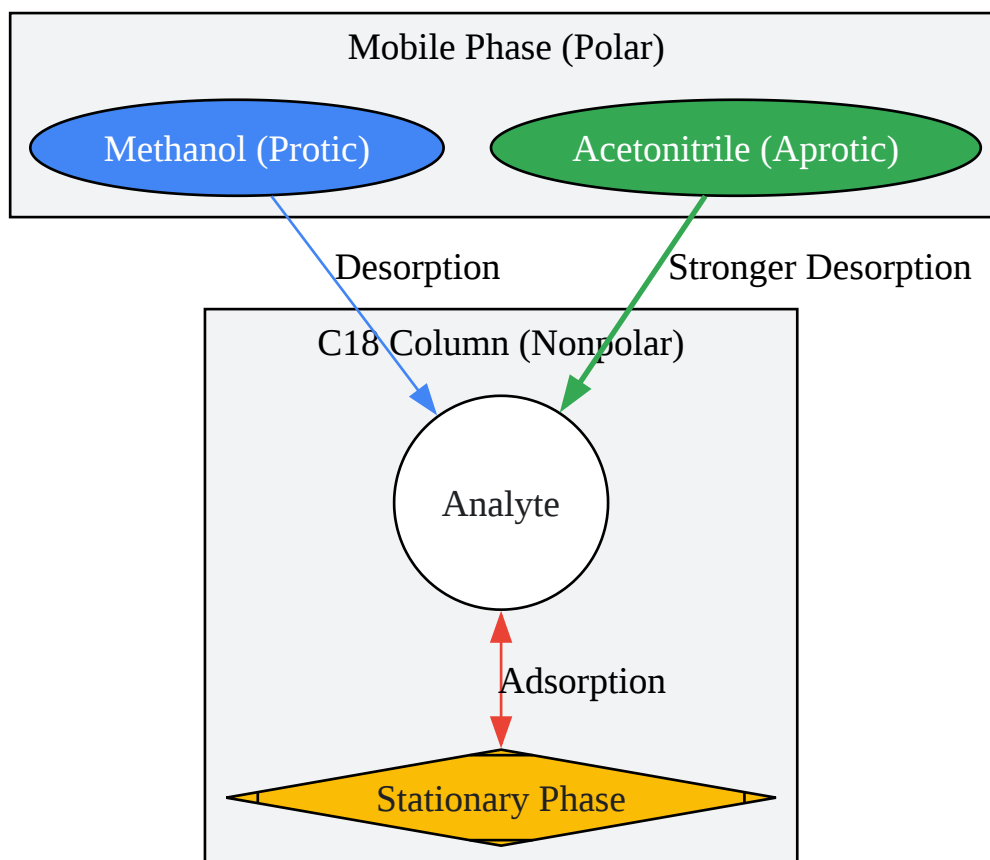 Mobile Phase (Polar)
Methanol (Protic)
Acetonitrile (Aprotic)
Desorption
Stronger Desorption
C18 Column (Nonpolar)
Analyte
Adsorption
Stationary Phase